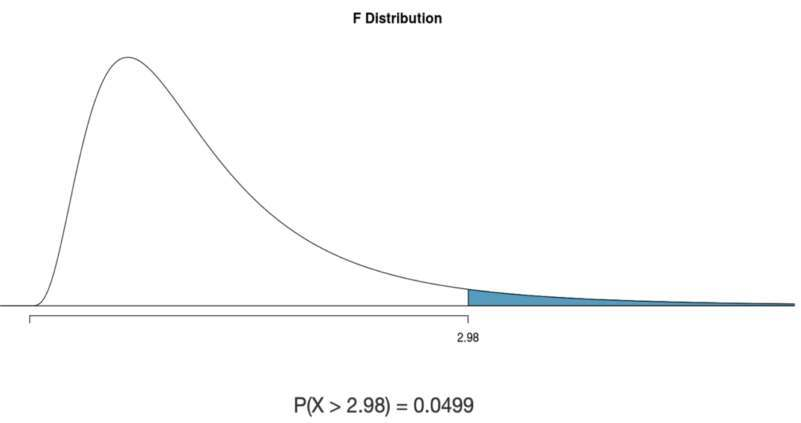 F Distribution
2.98
P(X > 2.98) = 0.0499